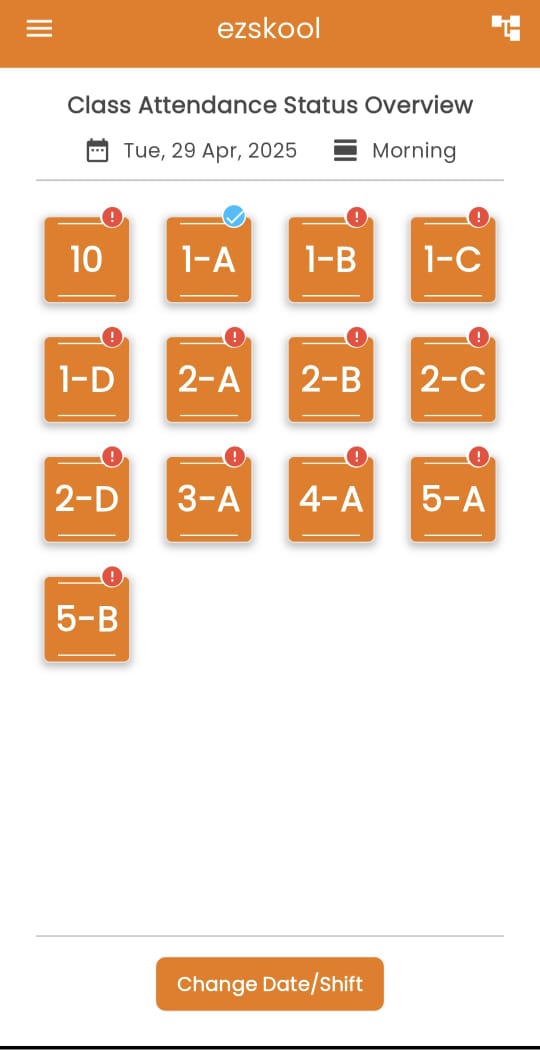 ezskool
Class Attendance Status Overview
Tue, 29 Apr, 2025 Morning
10 1-A 1-B 1-C
1-D 2-A 2-B 2-C
2-D 3-A 4-A 5-A
5-B
Change Date/Shift